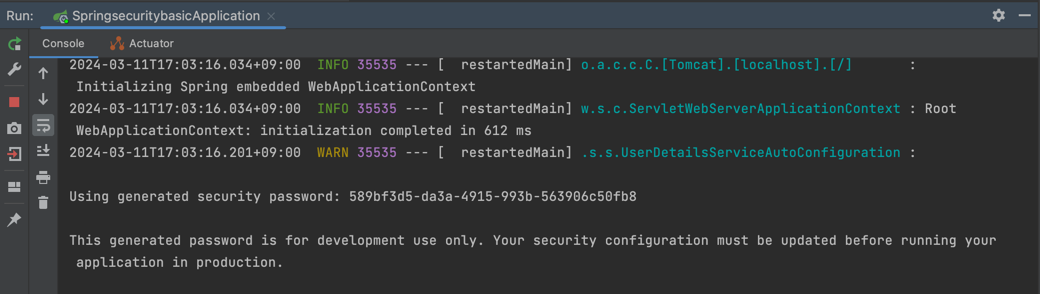 Run: SpringsecuritybasicApplication ×
Console Actuator
2024-03-11T17:03:16.034+09:00  INFO 35535 --- [  restartedMain] o.a.c.c.C.[Tomcat].[localhost].[/]       :
Initializing Spring embedded WebApplicationContext
2024-03-11T17:03:16.034+09:00  INFO 35535 --- [  restartedMain] w.s.c.ServletWebServerApplicationContext : Root
WebApplicationContext: initialization completed in 612 ms
2024-03-11T17:03:16.201+09:00  WARN 35535 --- [  restartedMain] .s.s.UserDetailsServiceAutoConfiguration :
Using generated security password: 589bf3d5-da3a-4915-993b-563906c50fb8
This generated password is for development use only. Your security configuration must be updated before running your
application in production.